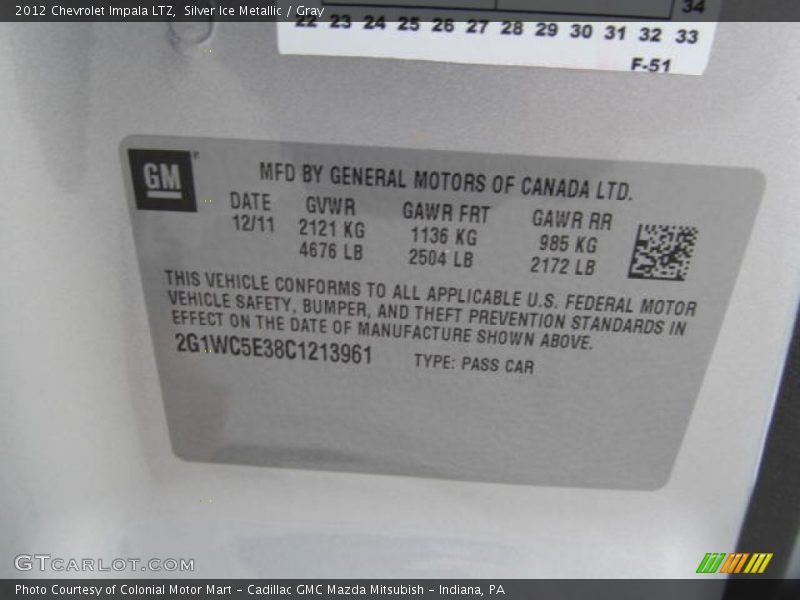 2012 Chevrolet Impala LTZ, Silver Ice Metallic / Gray
34
22 23 24 25 26 27 28 29 30 31 32 33
F-51
GM
MFD BY GENERAL MOTORS OF CANADA LTD.
DATE GVWR GAWR FRT GAWR RR
12/11 2121 KG 1136 KG 985 KG
4676 LB 2504 LB 2172 LB
THIS VEHICLE CONFORMS TO ALL APPLICABLE U.S. FEDERAL MOTOR
VEHICLE SAFETY, BUMPER, AND THEFT PREVENTION STANDARDS IN
EFFECT ON THE DATE OF MANUFACTURE SHOWN ABOVE.
2G1WC5E38C1213961 TYPE: PASS CAR
GTCARLOT.COM
Photo Courtesy of Colonial Motor Mart - Cadillac GMC Mazda Mitsubish - Indiana, PA